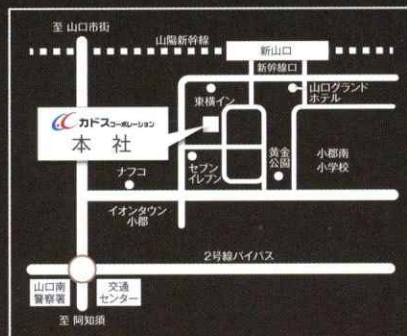 至 山口市街
山陽新幹線
新山口
新幹線口
東横イン
山口グランド
ホテル
カドスコーポレーション
本 社
セブン
イレブン
黄金
公園
小郡南
小学校
ナフコ
イオンタウン
小郡
2号線バイパス
山口南
警察署
交通
センター
至 阿知須